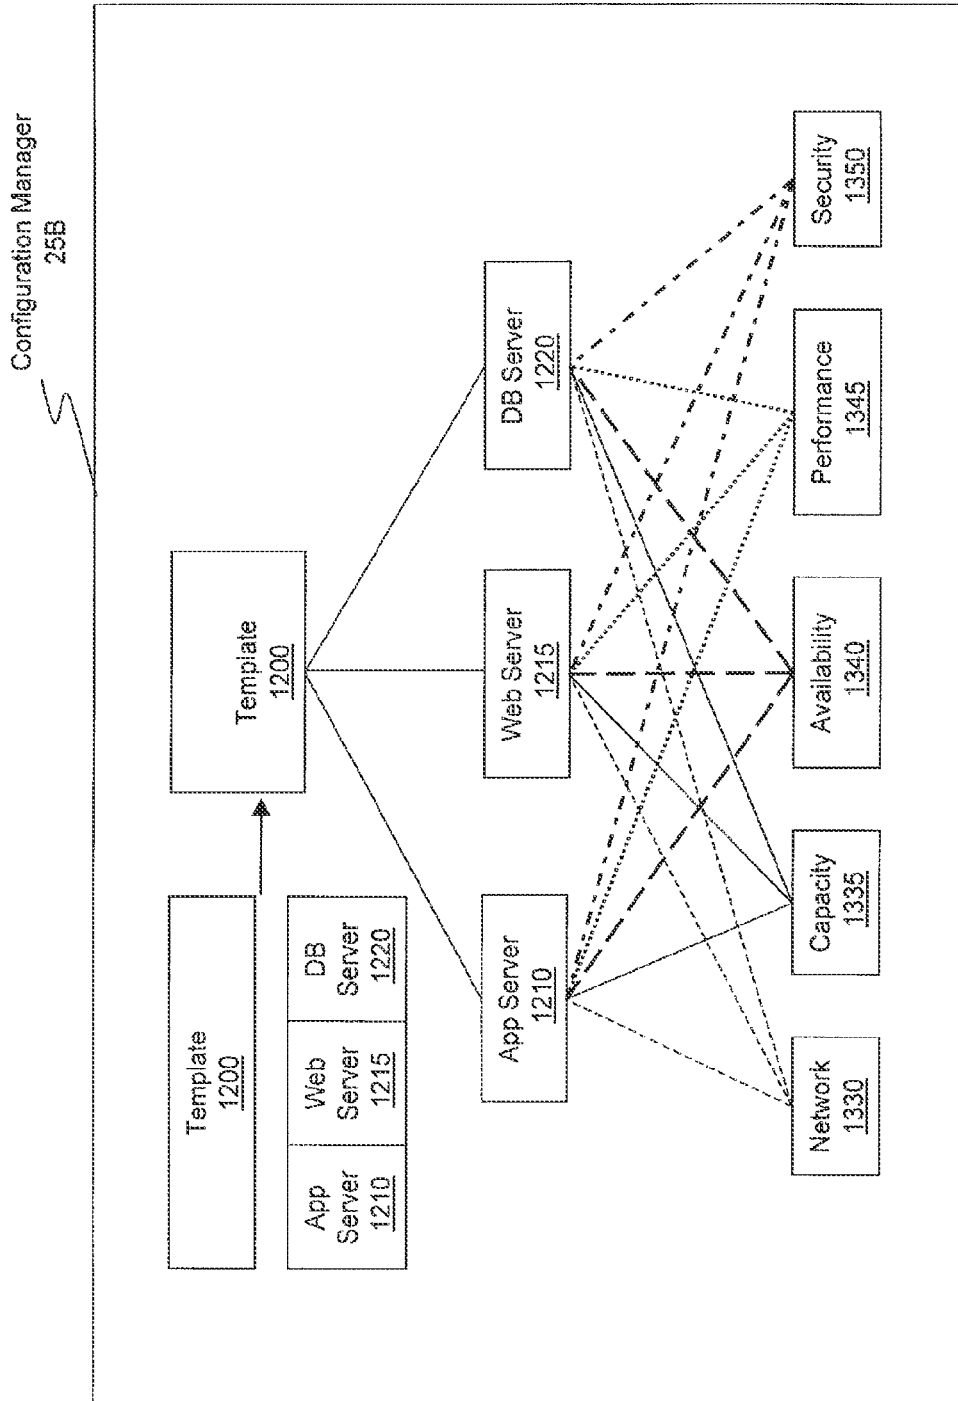 Configuration Manager
25B
Template
1200
Template
1200
App
Server
1210
Web
Server
1215
DB
Server
1220
App Server
1210
Web Server
1215
DB Server
1220
Network
1330
Capacity
1335
Availability
1340
Performance
1345
Security
1350